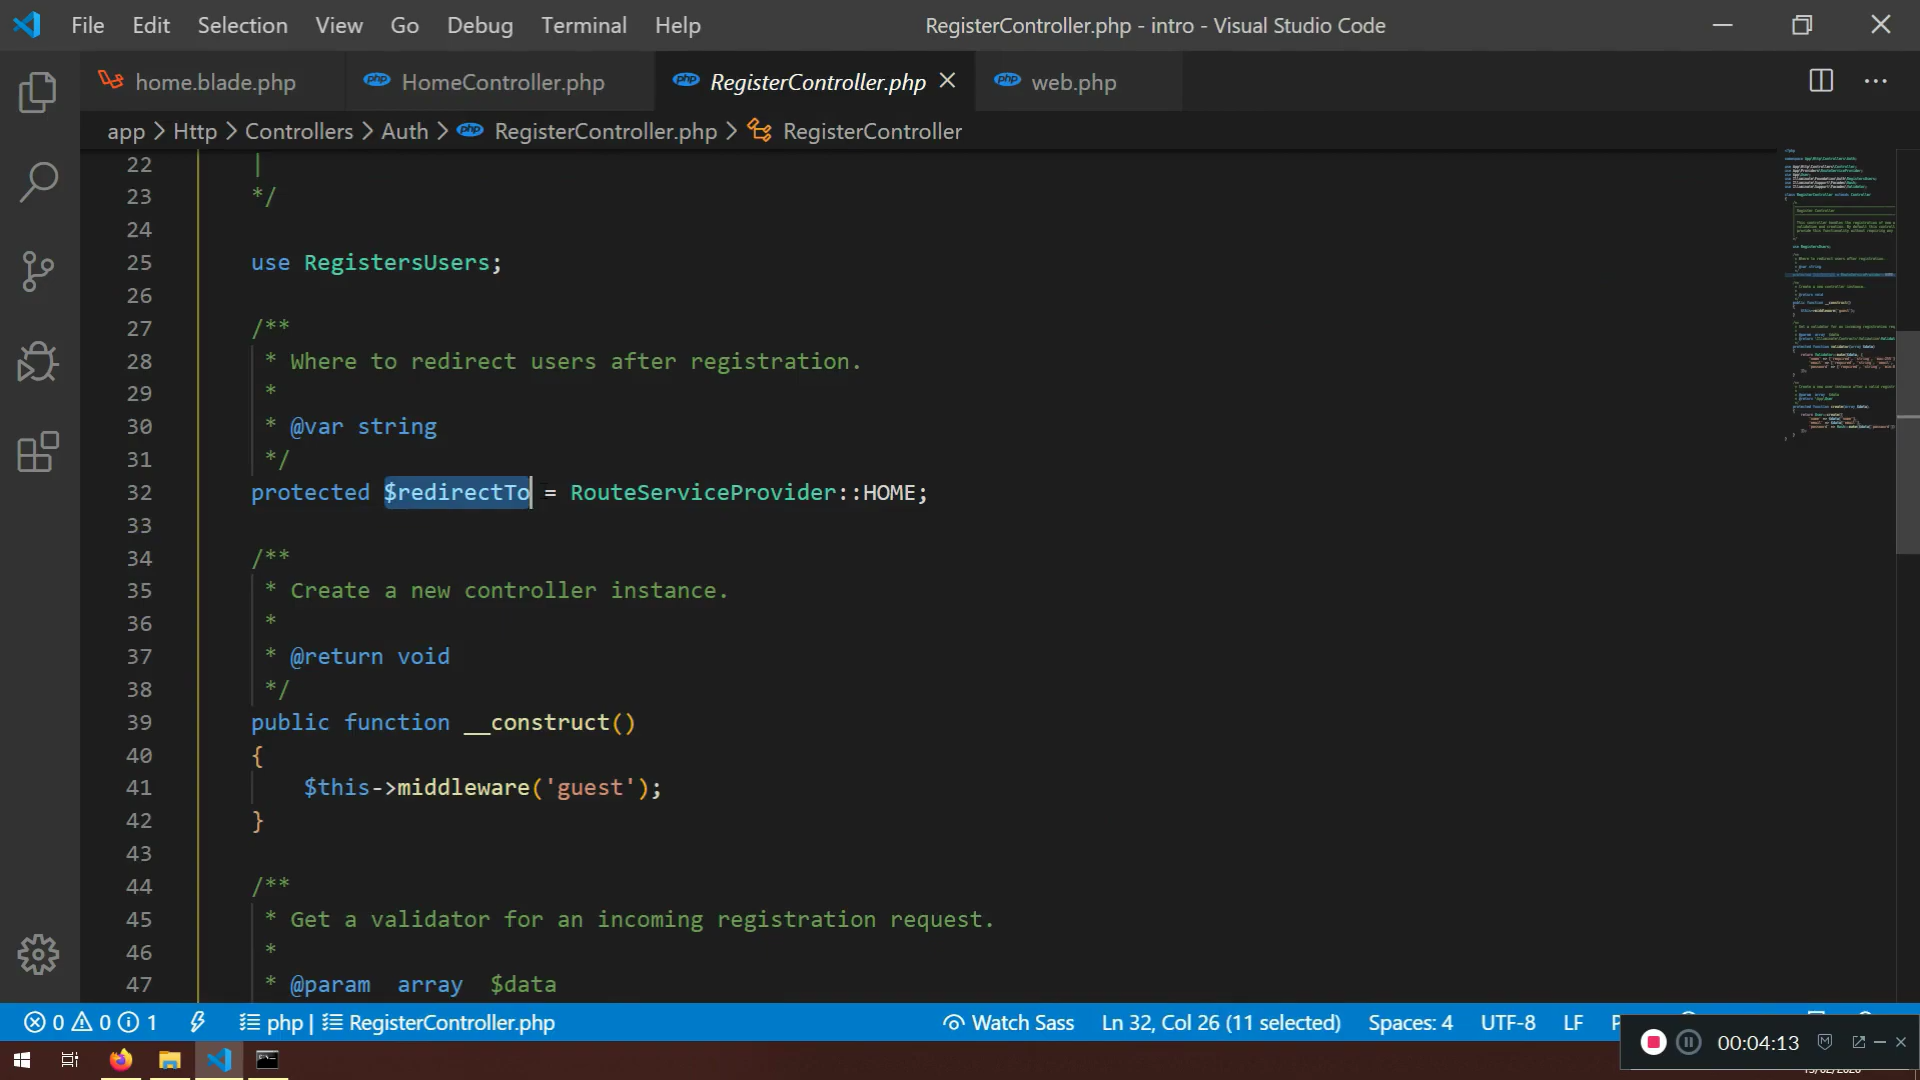 File Edit Selection View Go Debug Terminal Help RegisterController.php - intro - Visual Studio Code
home.blade.php php HomeController.php php RegisterController.php php web.php
app > Http > Controllers > Auth > php RegisterController.php > RegisterController
22 |
23 */
24
25 use RegistersUsers;
26
27 /**
28 * Where to redirect users after registration.
29 *
30 * @var string
31 */
32 protected $redirectTo = RouteServiceProvider::HOME;
33
34 /**
35 * Create a new controller instance.
36 *
37 * @return void
38 */
39 public function __construct()
40 {
41 $this->middleware('guest');
42 }
43
44 /**
45 * Get a validator for an incoming registration request.
46 *
47 * @param array $data
0 0 1 php | RegisterController.php Watch Sass Ln 32, Col 26 (11 selected) Spaces: 4 UTF-8 LF
00:04:13